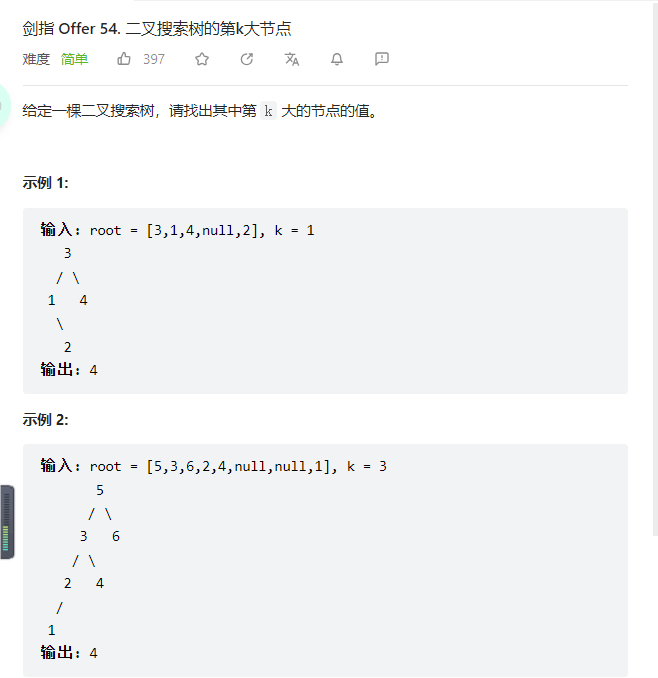 剑指 Offer 54. 二叉搜索树的第k大节点
难度 简单 397
给定一棵二叉搜索树，请找出其中第 k 大的节点的值。
示例 1:
输入: root = [3,1,4,null,2], k = 1
3
/ \
1 4
\
2
输出: 4
示例 2:
输入: root = [5,3,6,2,4,null,null,1], k = 3
5
/ \
3 6
/ \
2 4
/
1
输出: 4